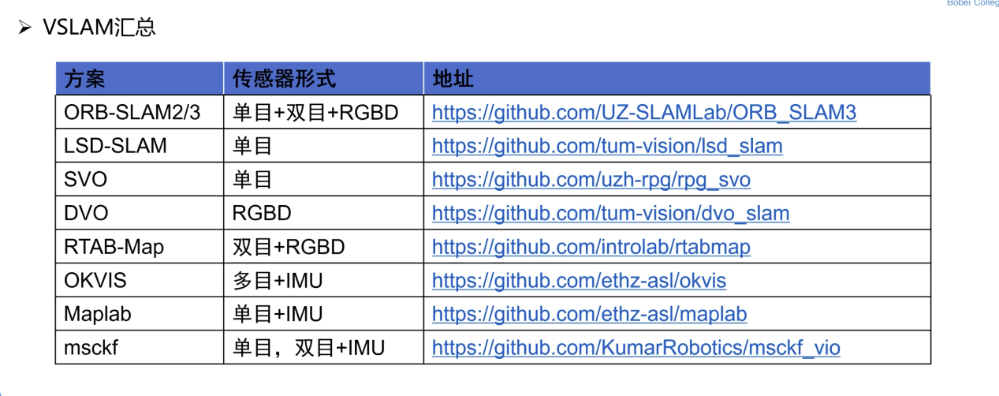 Bobei Colleg
➢ VSLAM汇总
方案 传感器形式 地址
ORB-SLAM2/3 单目+双目+RGBD https://github.com/UZ-SLAMLab/ORB_SLAM3
LSD-SLAM 单目 https://github.com/tum-vision/lsd_slam
SVO 单目 https://github.com/uzh-rpg/rpg_svo
DVO RGBD https://github.com/tum-vision/dvo_slam
RTAB-Map 双目+RGBD https://github.com/introlab/rtabmap
OKVIS 多目+IMU https://github.com/ethz-asl/okvis
Maplab 单目+IMU https://github.com/ethz-asl/maplab
msckf 单目，双目+IMU https://github.com/KumarRobotics/msckf_vio